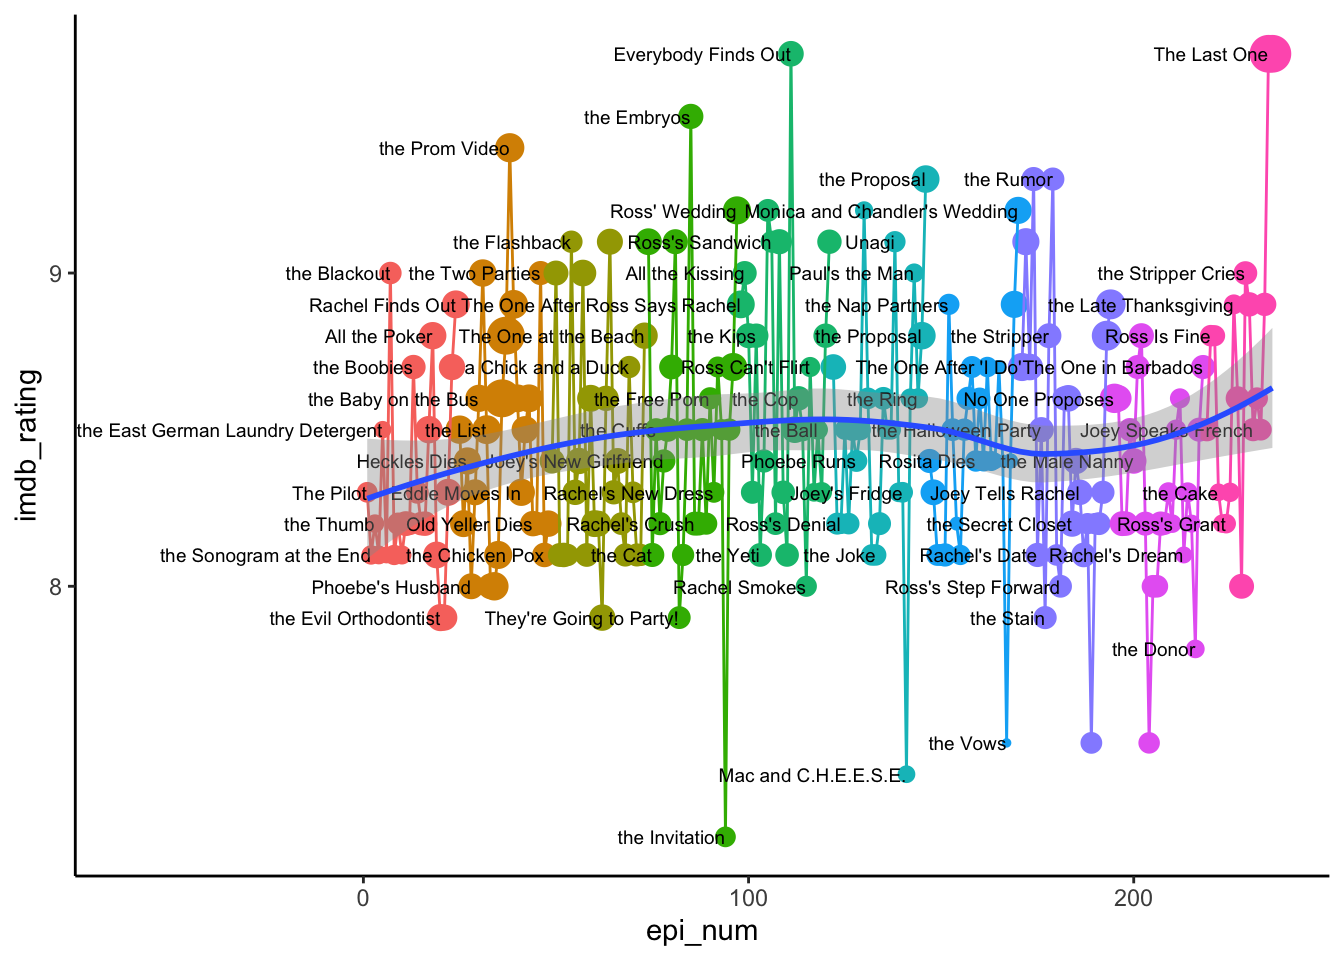 Everybody Finds Out
The Last One
the Embryos
the Prom Video
the Proposal
the Rumor
Ross' Wedding
Monica and Chandler's Wedding
the Flashback
Ross's Sandwich
Unagi
9
the Blackout
the Two Parties
All the Kissing
Paul's the Man
the Stripper Cries
Rachel Finds Out
The One After Ross Says Rachel
the Nap Partners
the Late Thanksgiving
All the Poker
The One at the Beach
the Kips
the Proposal
the Stripper
Ross Is Fine
the Boobies
a Chick and a Duck
Ross Can't Flirt
The One After 'I Do'
The One in Barbados
the Baby on the Bus
the Free Porn
the Cop
the Ring
No One Proposes
the East German Laundry Detergent
the List
the Cuffs
the Ball
the Halloween Party
Joey Speaks French
Heckles Dies
Joey's New Girlfriend
Phoebe Runs
Rosita Dies
the Male Nanny
The Pilot
Eddie Moves In
Rachel's New Dress
Joey's Fridge
Joey Tells Rachel
the Cake
the Thumb
Old Yeller Dies
Rachel's Crush
Ross's Denial
the Secret Closet
Ross's Grant
the Sonogram at the End
the Chicken Pox
the Cat
the Yeti
the Joke
Rachel's Date
Rachel's Dream
8
Phoebe's Husband
Rachel Smokes
Ross's Step Forward
the Evil Orthodontist
They're Going to Party!
the Stain
the Donor
the Vows
Mac and C.H.E.E.S.E.
the Invitation
0
100
200
epi_num
imdb_rating